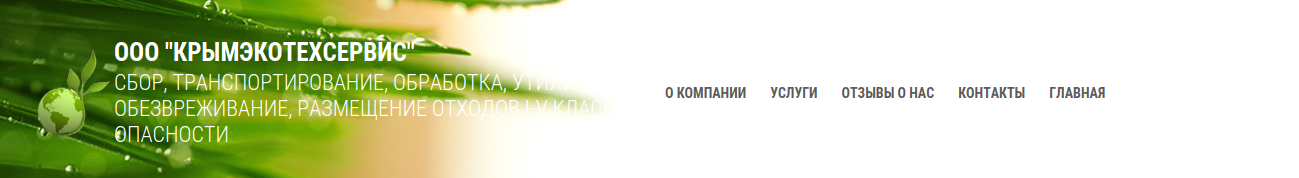 ООО "КРЫМЭКОТЕХСЕРВИС"
СБОР, ТРАНСПОРТИРОВАНИЕ, ОБРАБОТКА,
ОБЕЗВРЕЖИВАНИЕ, РАЗМЕЩЕНИЕ ОТХОДОВ I-V
ОПАСНОСТИ
О КОМПАНИИ УСЛУГИ ОТЗЫВЫ О НАС КОНТАКТЫ ГЛАВНАЯ